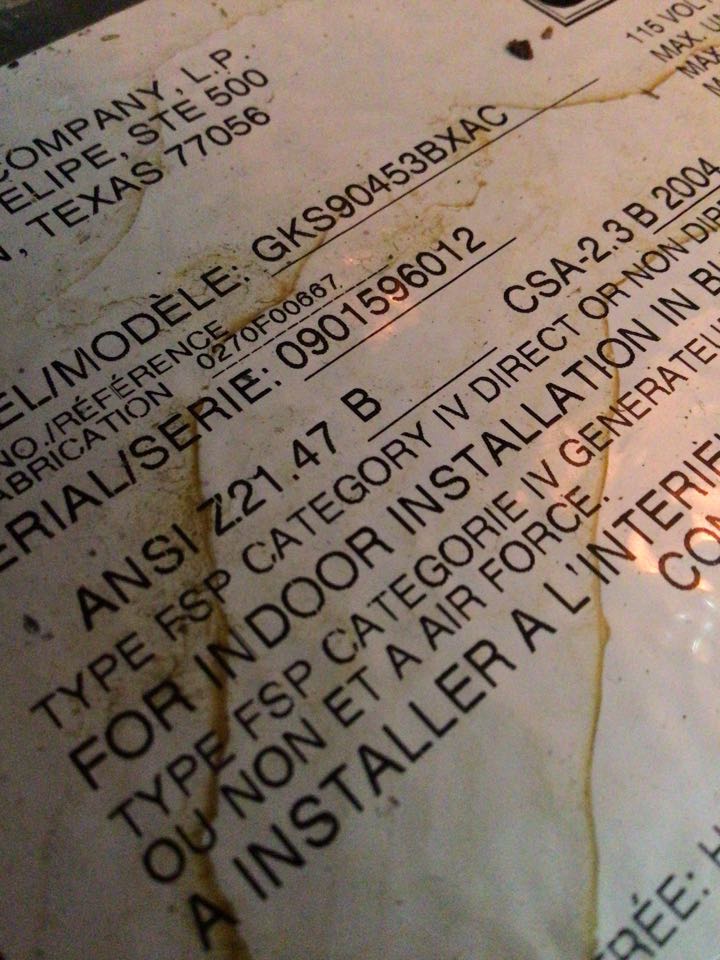 COMPANY, L.P.
ELIPE, STE 500
N, TEXAS 77056
115 VOL
MAX. U
MAX
EL/MODÈLE: GKS90453BXAC
NO./RÉFÉRENCE
ABRICATION 0270F00667
ERIAL/SÉRIE: 0901596012
ANSI Z21.47 B CSA-2.3 B 2004
TYPE FSP CATEGORY IV DIRECT OR NON DIR
FOR INDOOR INSTALLATION IN BU
TYPE FSP CATEGORIE IV GENERATEU
OU NON ET A AIR FORCE.
A INSTALLER A L'INTERIE
CO
RÉE: H